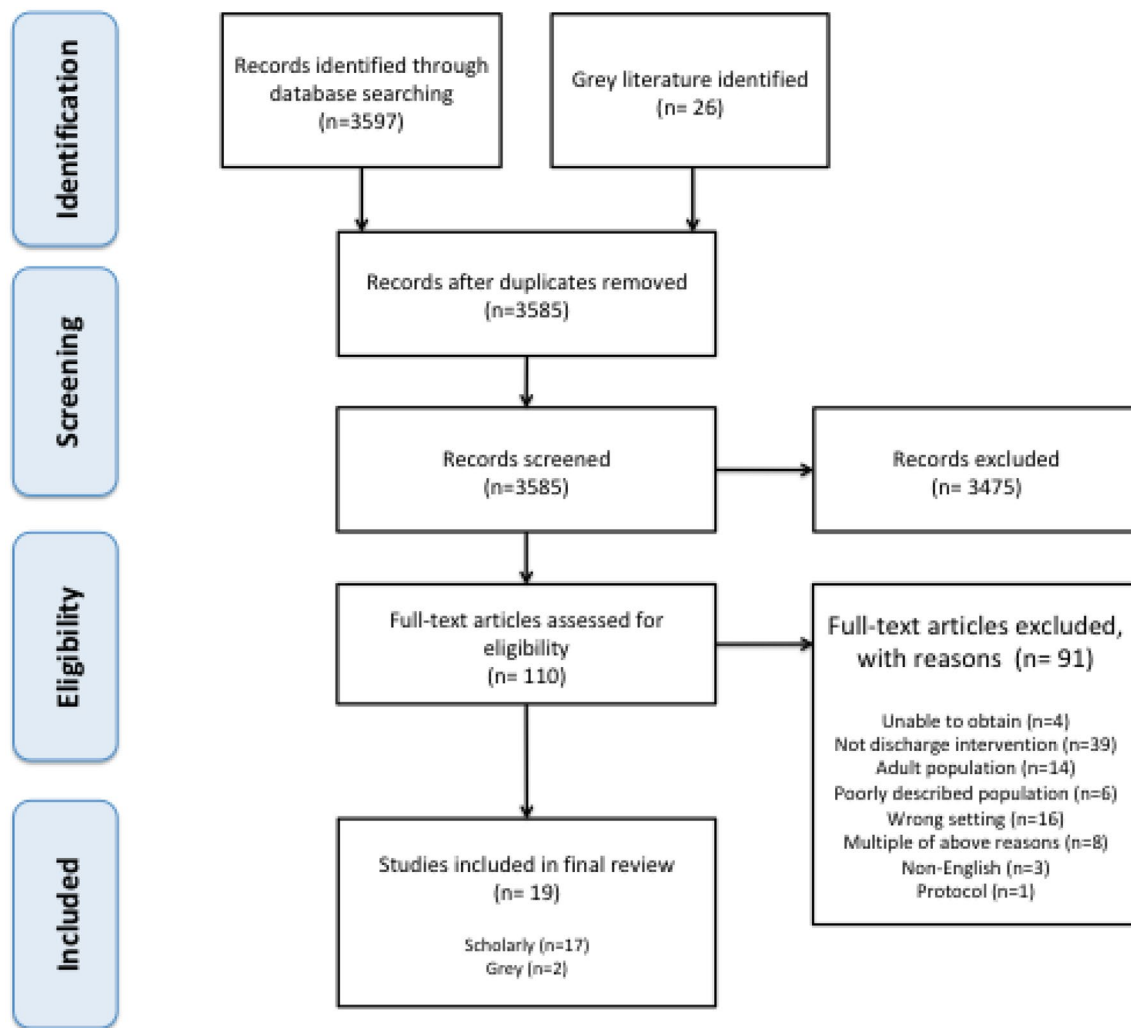 Identification
Records identified through
database searching
(n=3597)
Grey literature identified
(n= 26)
Screening
Records after duplicates removed
(n=3585)
Records screened
(n=3585)
Records excluded
(n= 3475)
Eligibility
Full-text articles assessed for
eligibility
(n= 110)
Full-text articles excluded,
with reasons (n= 91)
Unable to obtain (n=4)
Not discharge intervention (n=39)
Adult population (n=14)
Poorly described population (n=6)
Wrong setting (n=16)
Multiple of above reasons (n=8)
Non-English (n=3)
Protocol (n=1)
Included
Studies included in final review
(n= 19)
Scholarly (n=17)
Grey (n=2)